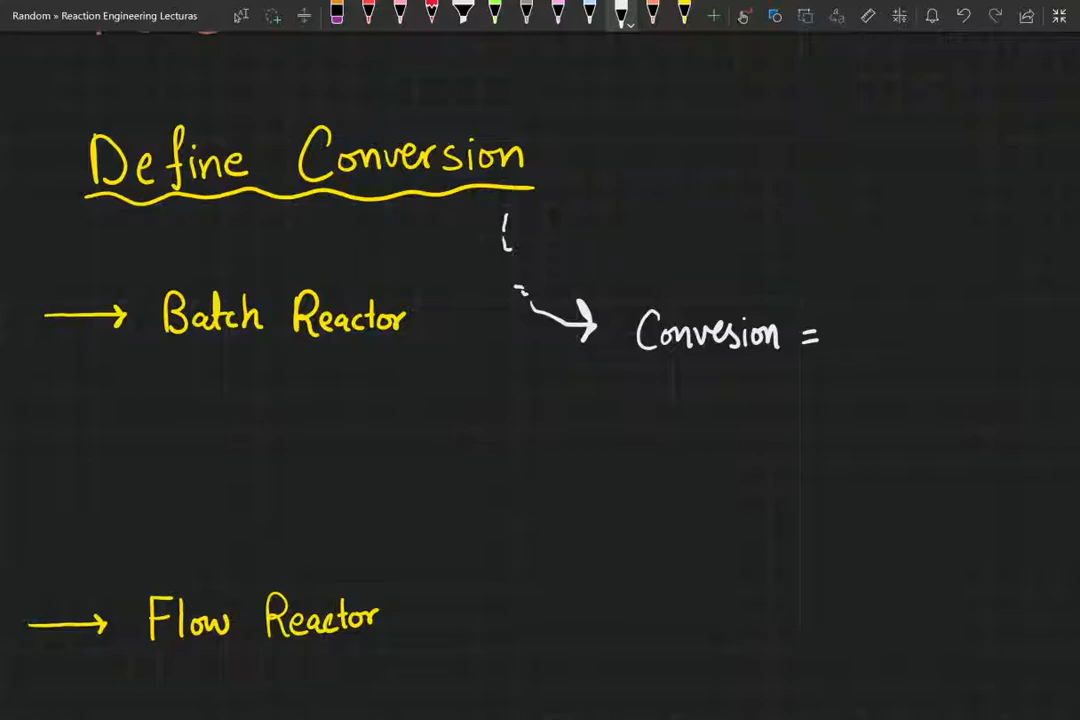 Random » Reaction Engineering Lecturas
Define Conversion
→ Batch Reactor
→ Convesion =
→ Flow Reactor